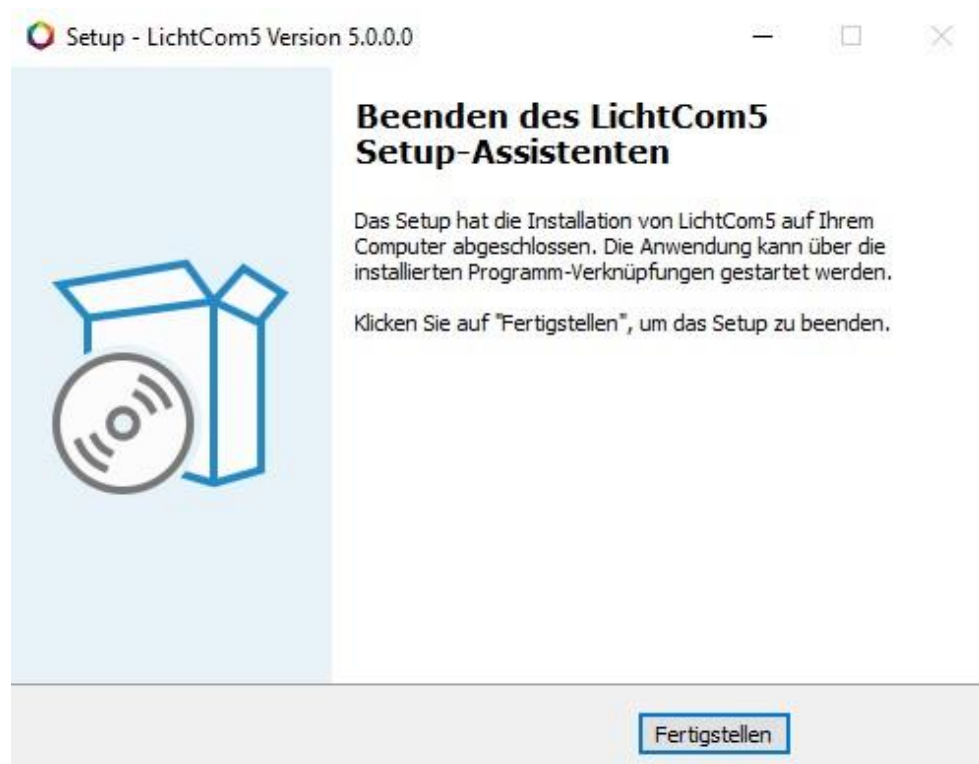 Setup - LichtCom5 Version 5.0.0.0
Beenden des LichtCom5
Setup-Assistenten
Das Setup hat die Installation von LichtCom5 auf Ihrem
Computer abgeschlossen. Die Anwendung kann über die
installierten Programm-Verknüpfungen gestartet werden.
Klicken Sie auf "Fertigstellen", um das Setup zu beenden.
Fertigstellen